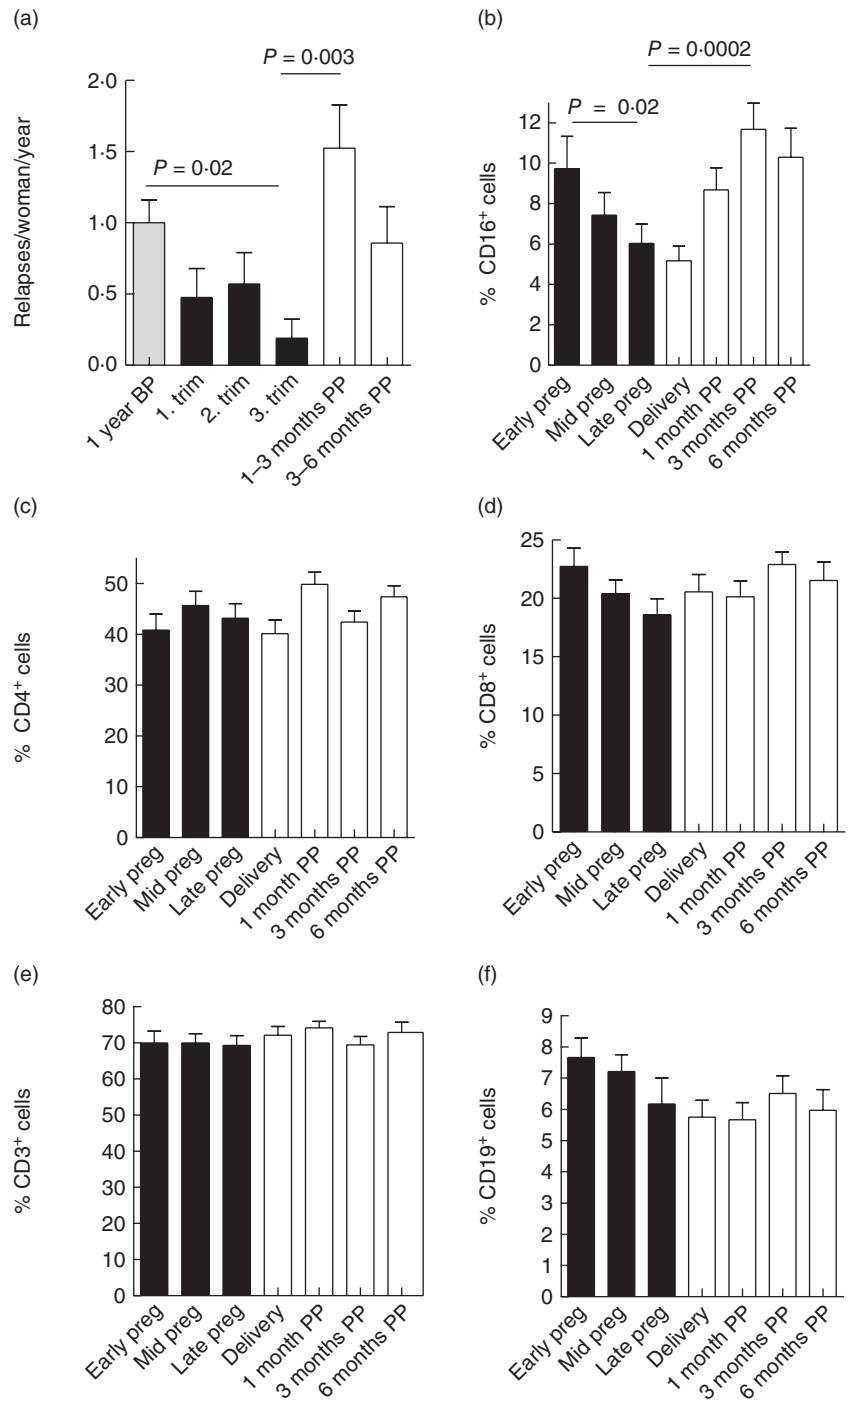 (a)
P = 0·003
2·0
1·5
1·0
0·5
0·0
Relapses/woman/year
P = 0·02
1 year BP
1. trim
2. trim
3. trim
1–3 months PP
3–6 months PP
(b)
P = 0·0002
P = 0·02
12
10
8
6
4
2
0
% CD16+ cells
Early preg
Mid preg
Late preg
Delivery
1 month PP
3 months PP
6 months PP
(c)
50
40
30
20
10
0
% CD4+ cells
Early preg
Mid preg
Late preg
Delivery
1 month PP
3 months PP
6 months PP
(d)
25
20
15
10
5
0
% CD8+ cells
Early preg
Mid preg
Late preg
Delivery
1 month PP
3 months PP
6 months PP
(e)
80
70
60
50
40
30
20
10
0
% CD3+ cells
Early preg
Mid preg
Late preg
Delivery
1 month PP
3 months PP
6 months PP
(f)
9
8
7
6
5
4
3
2
1
0
% CD19+ cells
Early preg
Mid preg
Late preg
Delivery
1 month PP
3 months PP
6 months PP